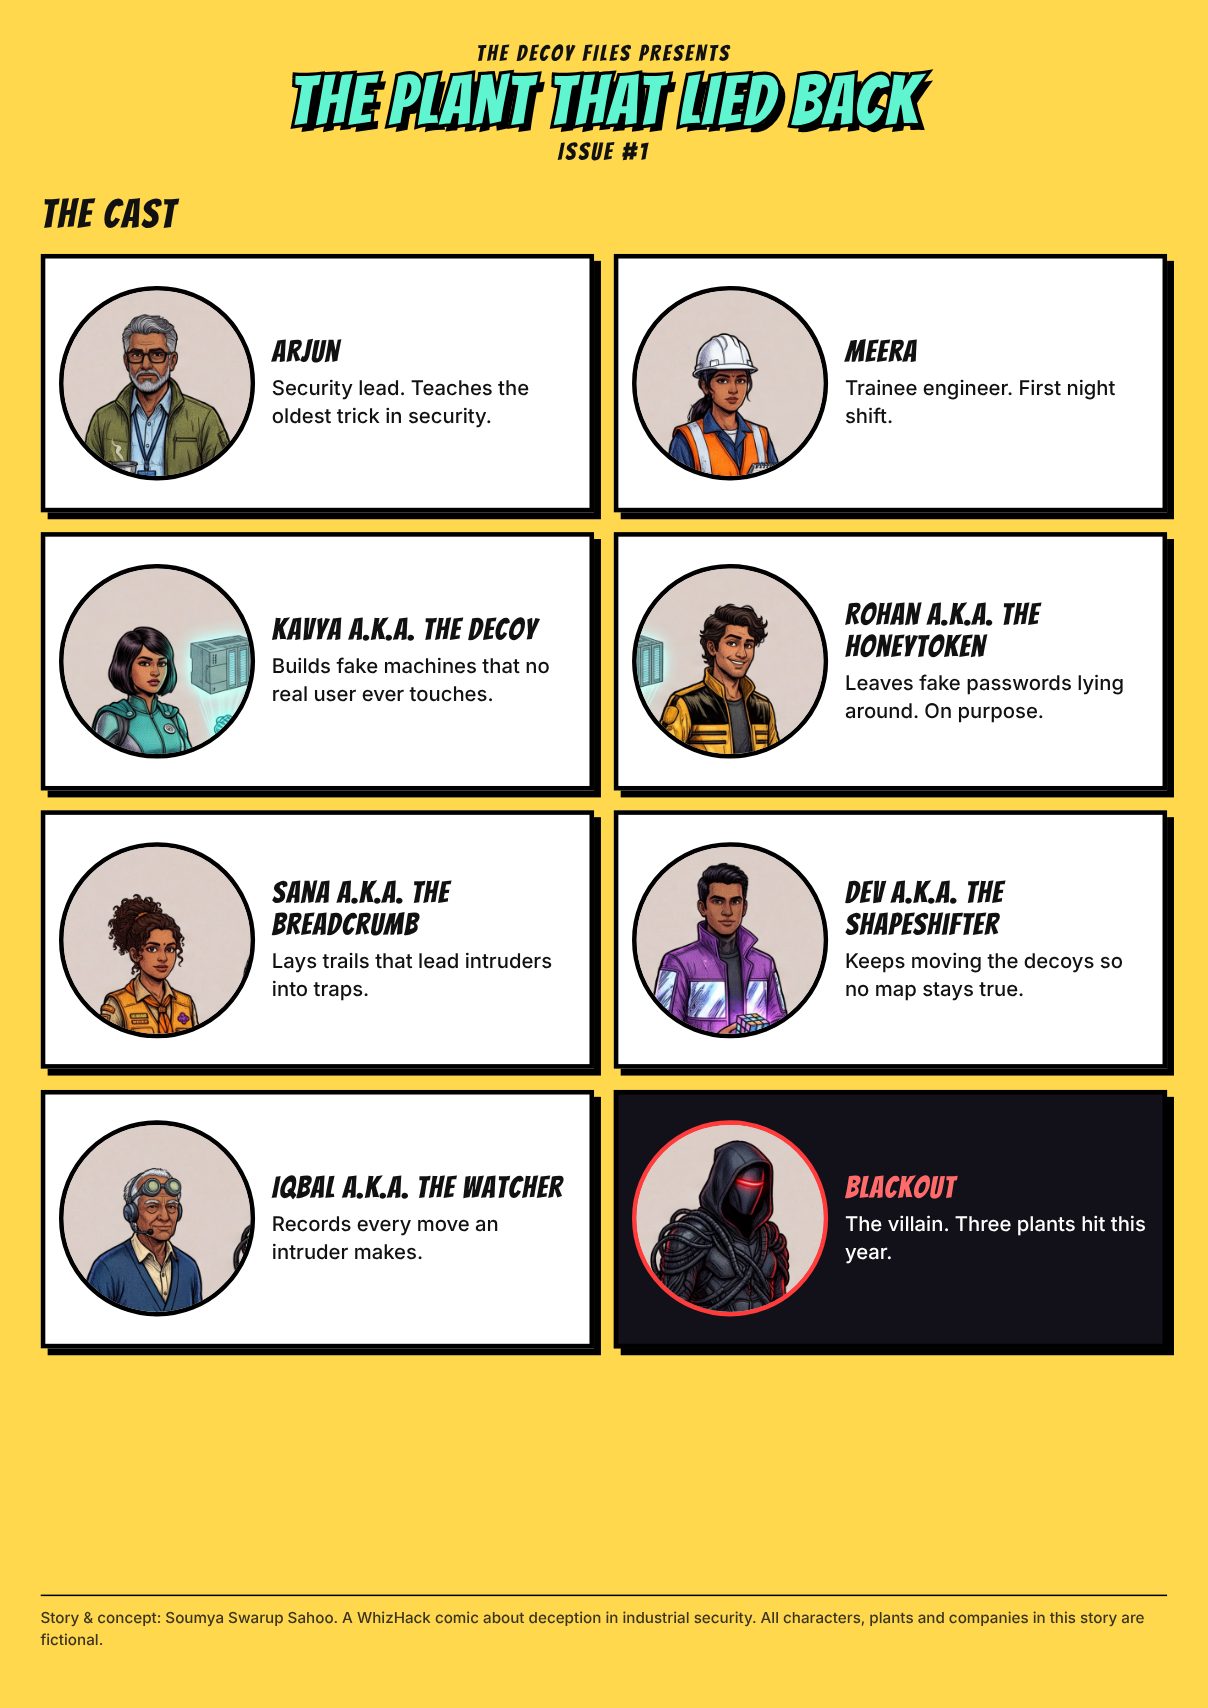 THE DECOY FILES PRESENTS
THE PLANT THAT LIED BACK
ISSUE #1
THE CAST
ARJUN
Security lead. Teaches the
oldest trick in security.
MEERA
Trainee engineer. First night
shift.
KAVYA A.K.A. THE DECOY
Builds fake machines that no
real user ever touches.
ROHAN A.K.A. THE
HONEYTOKEN
Leaves fake passwords lying
around. On purpose.
SANA A.K.A. THE
BREADCRUMB
Lays trails that lead intruders
into traps.
DEV A.K.A. THE
SHAPESHIFTER
Keeps moving the decoys so
no map stays true.
IQBAL A.K.A. THE WATCHER
Records every move an
intruder makes.
BLACKOUT
The villain. Three plants hit this
year.
Story & concept: Soumya Swarup Sahoo. A WhizHack comic about deception in industrial security. All characters, plants and companies in this story are
fictional.